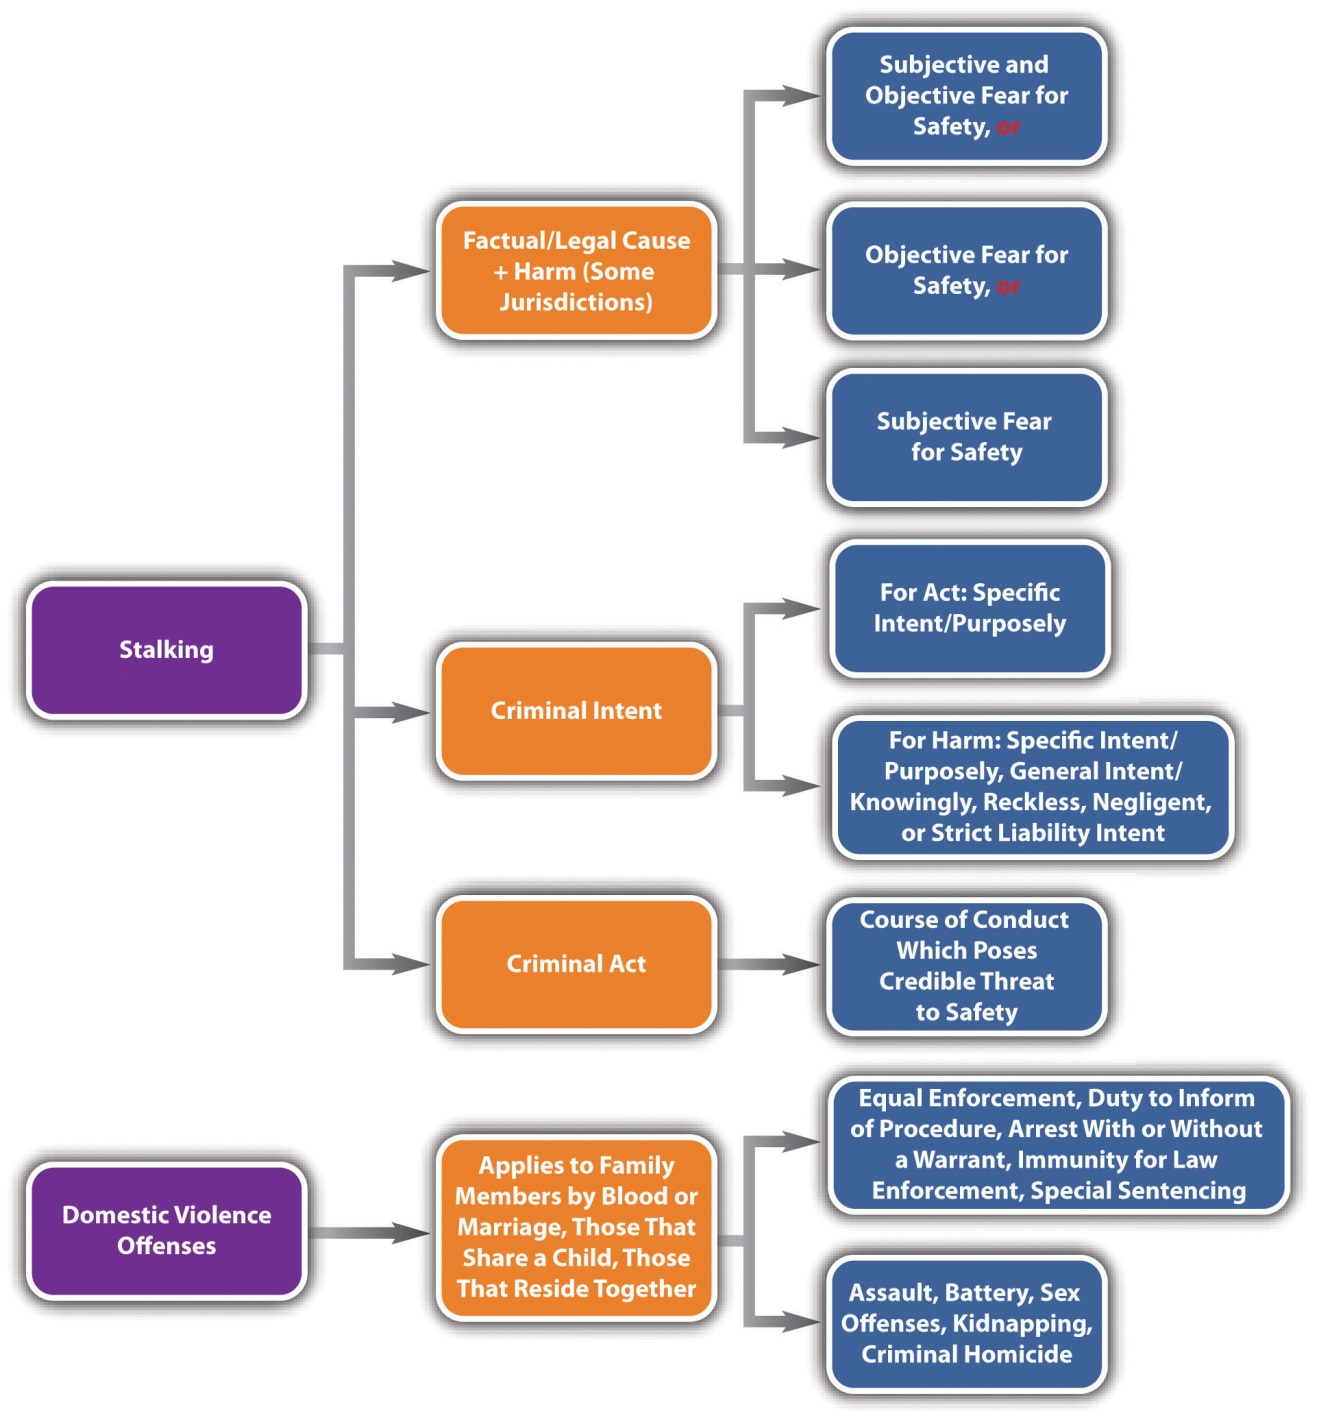 Subjective and
Objective Fear for
Safety, or
Factual/Legal Cause
+ Harm (Some
Jurisdictions)
Objective Fear for
Safety, or
Subjective Fear
for Safety
Stalking
For Act: Specific
Intent/Purposely
Criminal Intent
For Harm: Specific Intent/
Purposely, General Intent/
Knowingly, Reckless, Negligent,
or Strict Liability Intent
Criminal Act
Course of Conduct
Which Poses
Credible Threat
to Safety
Domestic Violence
Offenses
Applies to Family
Members by Blood or
Marriage, Those That
Share a Child, Those
That Reside Together
Equal Enforcement, Duty to Inform
of Procedure, Arrest With or Without
a Warrant, Immunity for Law
Enforcement, Special Sentencing
Assault, Battery, Sex
Offenses, Kidnapping,
Criminal Homicide